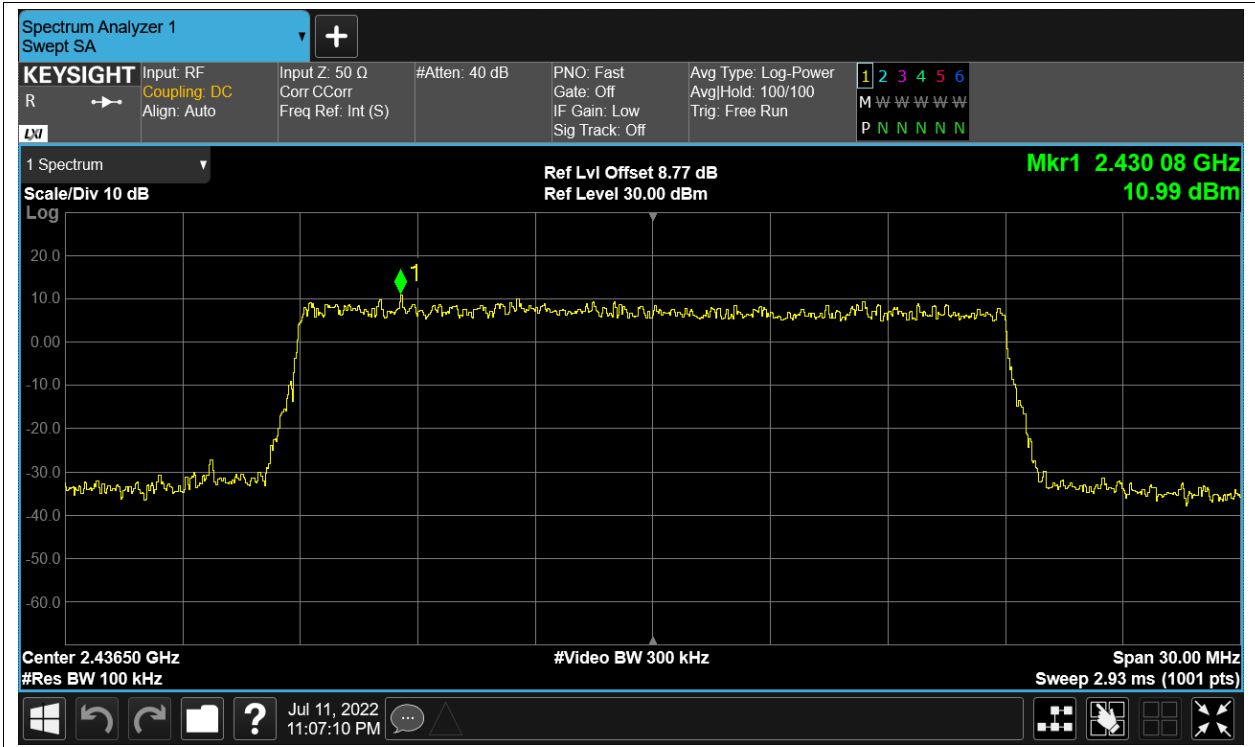 Spectrum Analyzer 1
Swept SA
KEYSIGHT
R
LXI
Input: RF
Coupling: DC
Align: Auto
Input Z: 50 Ω
Corr CCorr
Freq Ref: Int (S)
#Atten: 40 dB
PNO: Fast
Gate: Off
IF Gain: Low
Sig Track: Off
Avg Type: Log-Power
Avg|Hold: 100/100
Trig: Free Run
1 2 3 4 5 6
M W W W W W
P N N N N N
1 Spectrum
Scale/Div 10 dB
Log
Ref Lvl Offset 8.77 dB
Ref Level 30.00 dBm
Mkr1 2.430 08 GHz
10.99 dBm
1
20.0
10.0
0.00
-10.0
-20.0
-30.0
-40.0
-50.0
-60.0
Center 2.43650 GHz
#Video BW 300 kHz
Span 30.00 MHz
#Res BW 100 kHz
Sweep 2.93 ms (1001 pts)
?
Jul 11, 2022
11:07:10 PM